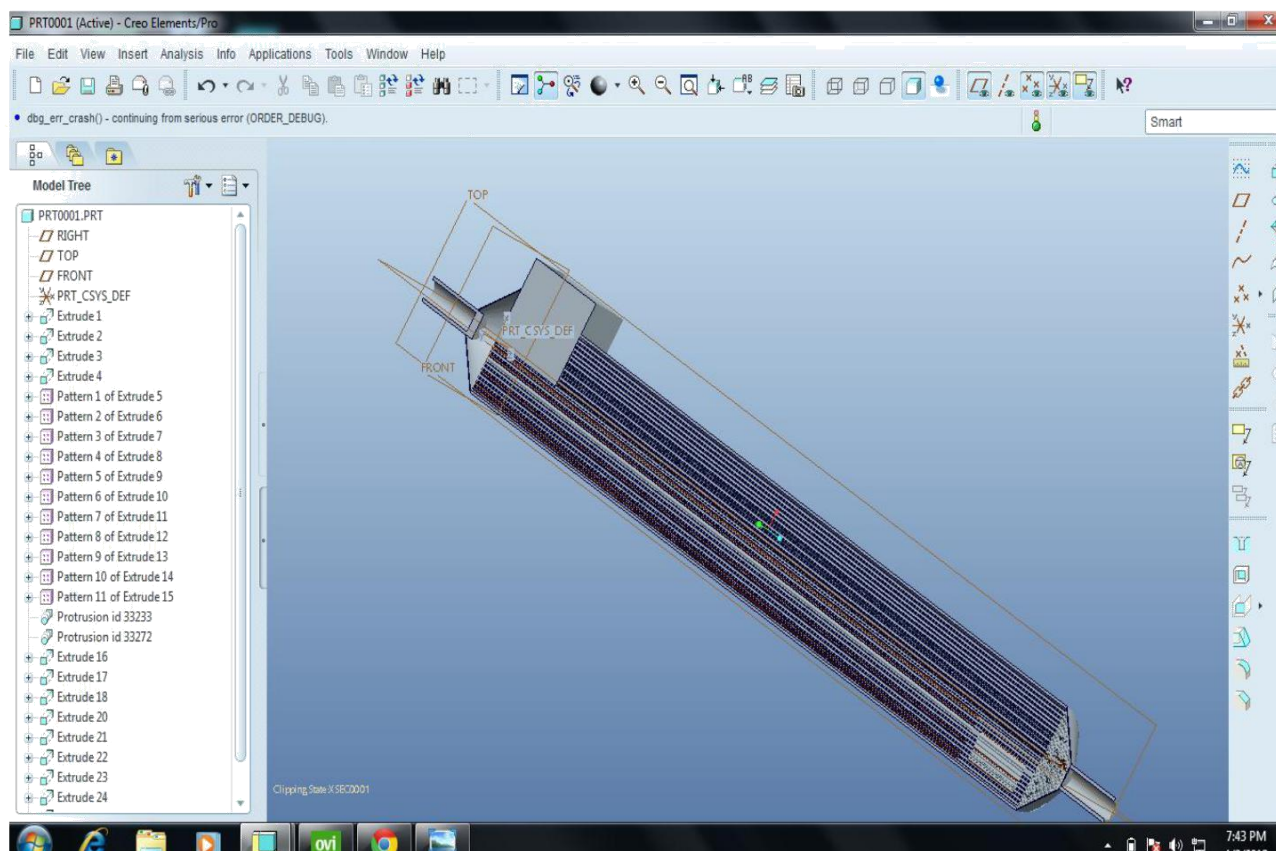 PRT0001 (Active) - Creo Elements/Pro
File Edit View Insert Analysis Info Applications Tools Window Help
dbg_err_crash() - continuing from serious error (ORDER_DEBUG).
Smart
Model Tree
PRT0001.PRT
RIGHT
TOP
FRONT
PRT_CSYS_DEF
Extrude 1
Extrude 2
Extrude 3
Extrude 4
Pattern 1 of Extrude 5
Pattern 2 of Extrude 6
Pattern 3 of Extrude 7
Pattern 4 of Extrude 8
Pattern 5 of Extrude 9
Pattern 6 of Extrude 10
Pattern 7 of Extrude 11
Pattern 8 of Extrude 12
Pattern 9 of Extrude 13
Pattern 10 of Extrude 14
Pattern 11 of Extrude 15
Protrusion id 33233
Protrusion id 33272
Extrude 16
Extrude 17
Extrude 18
Extrude 20
Extrude 21
Extrude 22
Extrude 23
Extrude 24
TOP
PRT_CSYS_DEF
FRONT
Clipping State:XSEC0001
ovi
7:43 PM